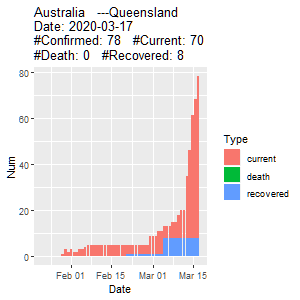 Australia   ---Queensland
Date: 2020-03-17
#Confirmed: 78   #Current: 70
#Death: 0   #Recovered: 8
80
60
40
20
0
Num
Feb 01
Feb 15
Mar 01
Mar 15
Date
Type
current
death
recovered